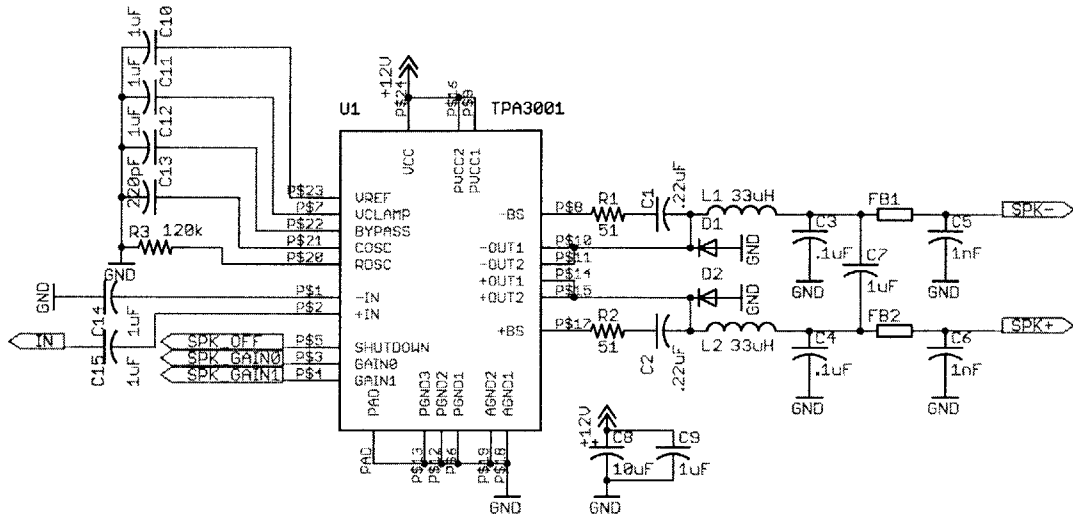 1uF C10
1uF C11
1uF C12
220pF C13
R3 120k
GND
GND
C14 1uF
IN
C15 1uF
SPK_OFF
SPK_GAIN0
SPK_GAIN1
+12V
P$24
P$16
P$9
U1
TPA3001
VCC
PVCC2
PVCC1
P$23 VREF
P$7 VCLAMP
P$22 BYPASS
P$21 COSC
P$20 ROSC
P$1 -IN
P$2 +IN
P$5 SHUTDOWN
P$3 GAIN0
P$4 GAIN1
-BS P$8
-OUT1 P$10
-OUT2 P$11
+OUT1 P$14
+OUT2 P$15
+BS P$17
PAD
PGND3
PGND2
PGND1
AGND2
AGND1
PAD
P$13
P$12
P$6
P$19
P$18
GND
R1
51
C1
.22uF
L1 33uH
D1
GND
D2
GND
R2
51
C2
.22uF
L2 33uH
C3
.1uF
GND
C7
1uF
FB1
C5
1nF
GND
SPK-
C4
.1uF
GND
FB2
C6
1nF
GND
SPK+
+12V
+
C8
10uF
C9
1uF
GND